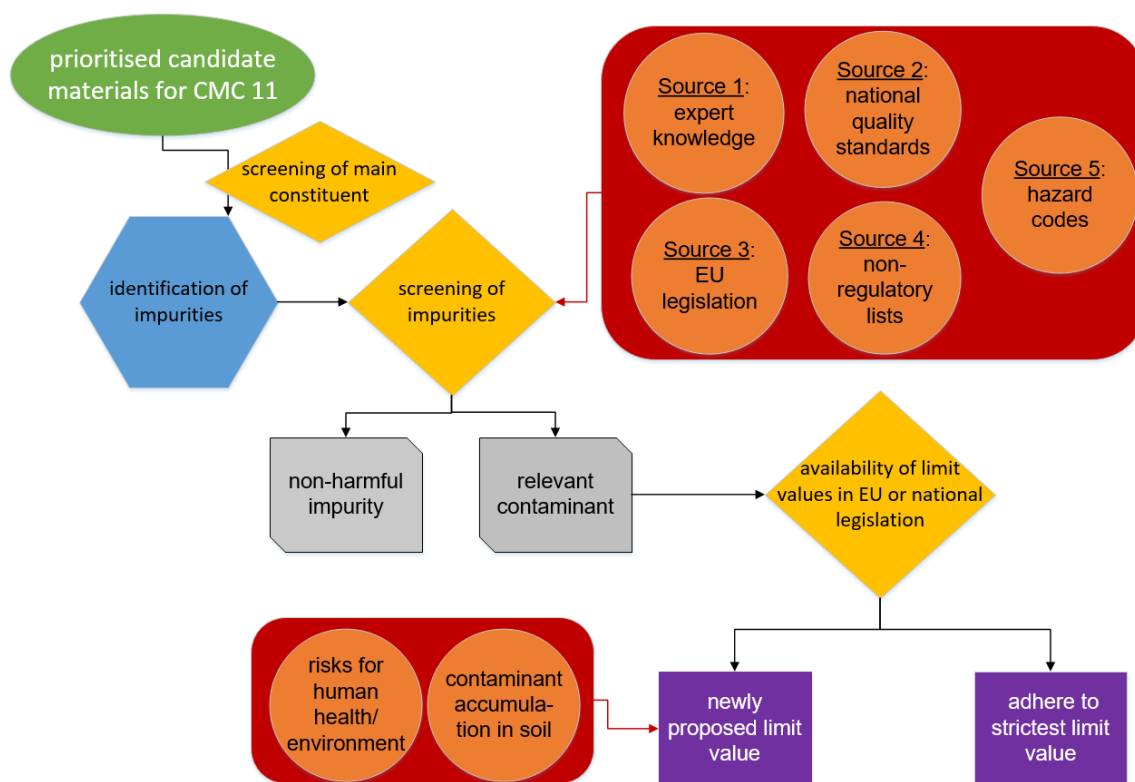 prioritised candidate
materials for CMC 11
screening of main
constituent
identification of
impurities
screening of
impurities
Source 1:
expert
knowledge
Source 2:
national
quality
standards
Source 3:
EU
legislation
Source 4:
non-
regulatory
lists
Source 5:
hazard
codes
non-harmful
impurity
relevant
contaminant
availability of limit
values in EU or national
legislation
risks for
human
health/
environment
contaminant
accumula-
tion in soil
newly
proposed limit
value
adhere to
strictest limit
value